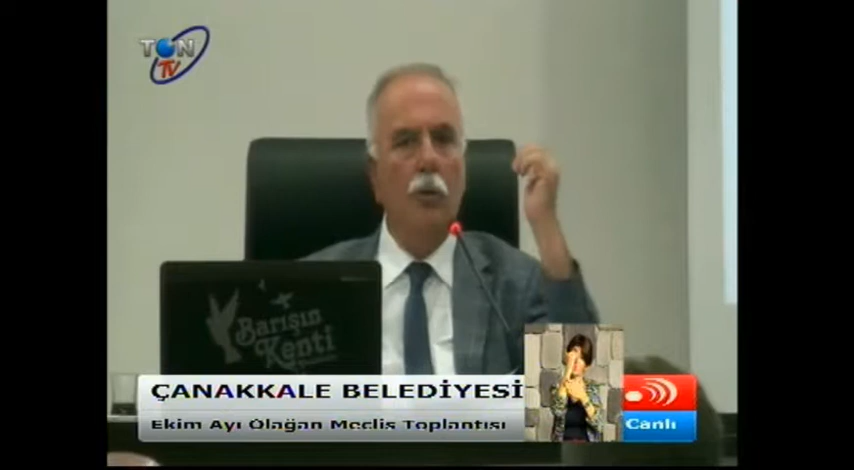 TON
TV
Barışın
Kenti
ÇANAKKALE BELEDİYESİ
Ekim Ayı Olağan Meclis Toplantısı
Canlı